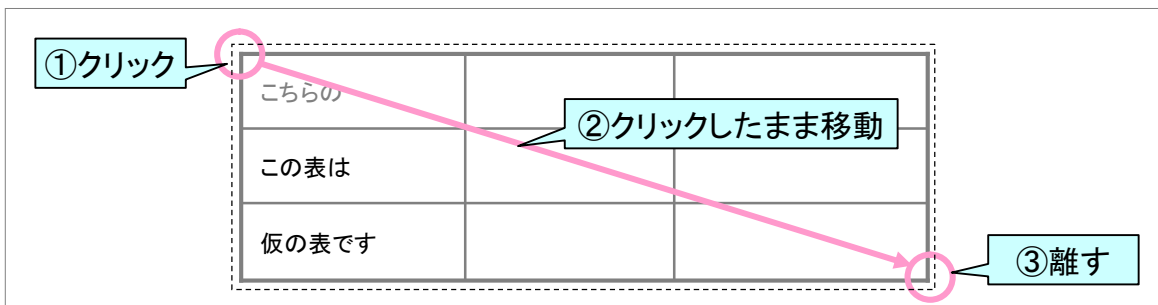 ①クリック
こちらの
②クリックしたまま移動
この表は
仮の表です
③離す